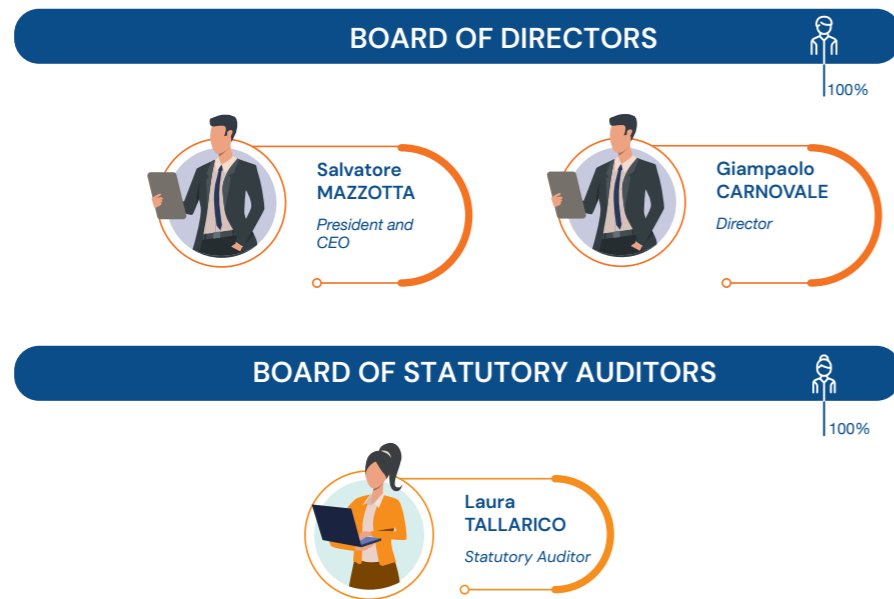 BOARD OF DIRECTORS
100%
Salvatore
MAZZOTTA
President and
CEO
Giampaolo
CARNOVALE
Director
BOARD OF STATUTORY AUDITORS
100%
Laura
TALLARICO
Statutory Auditor